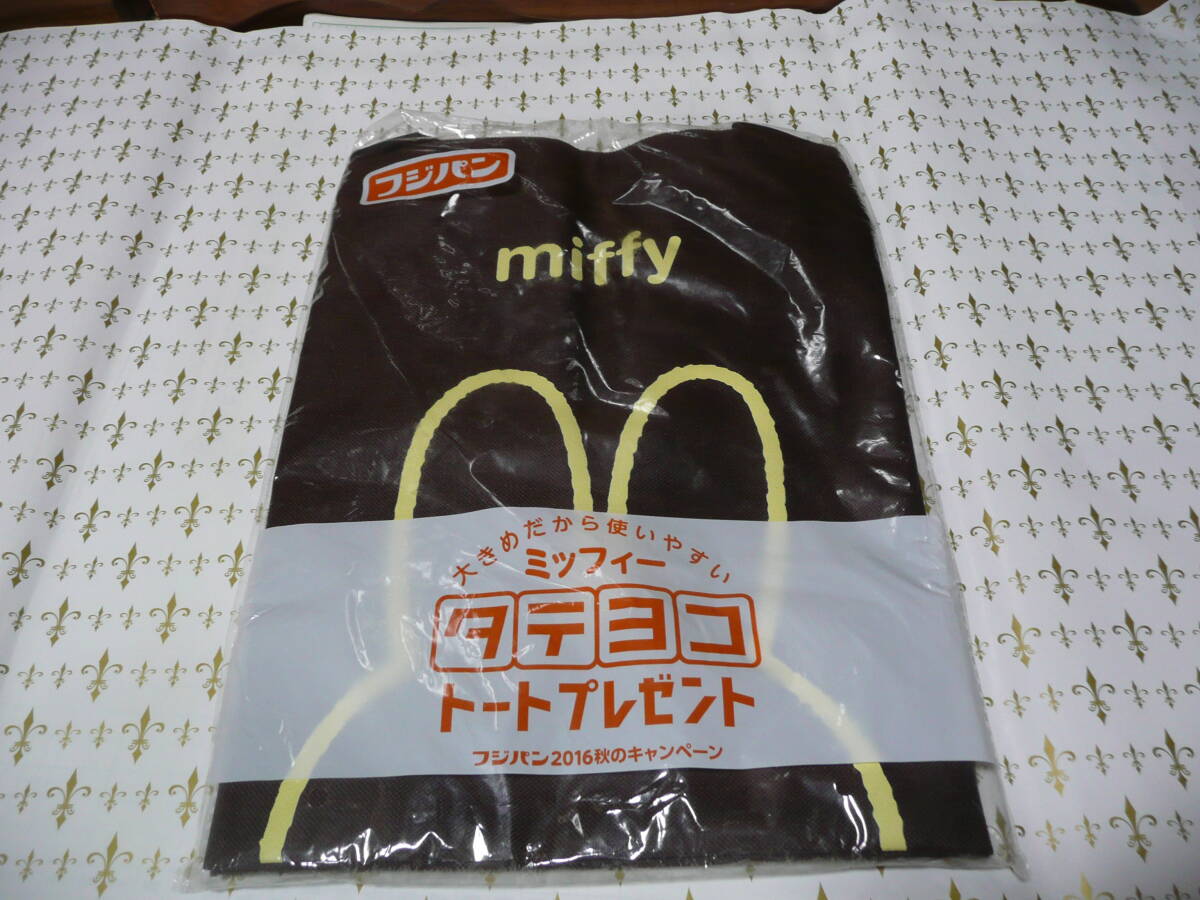 フジパン
miffy
大きめだから使いやすい
ミッフィー
タテヨコ
トートプレゼント
フジパン2016秋のキャンペーン